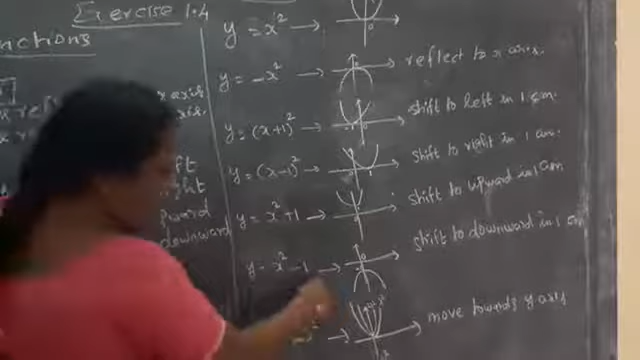 Exercise 1.4
nctions
y = x² →
y = -x² → reflect to x axis.
y = (x+1)² → shift to left in 1 cm.
y = (x-1)² → shift to right in 1 cm.
y = x²+1 → shift to upward in 1 cm
y = x²-1 → shift to downward in 1 cm
→ move towards y axis
axis
xis.
ft
ght
pward
downward